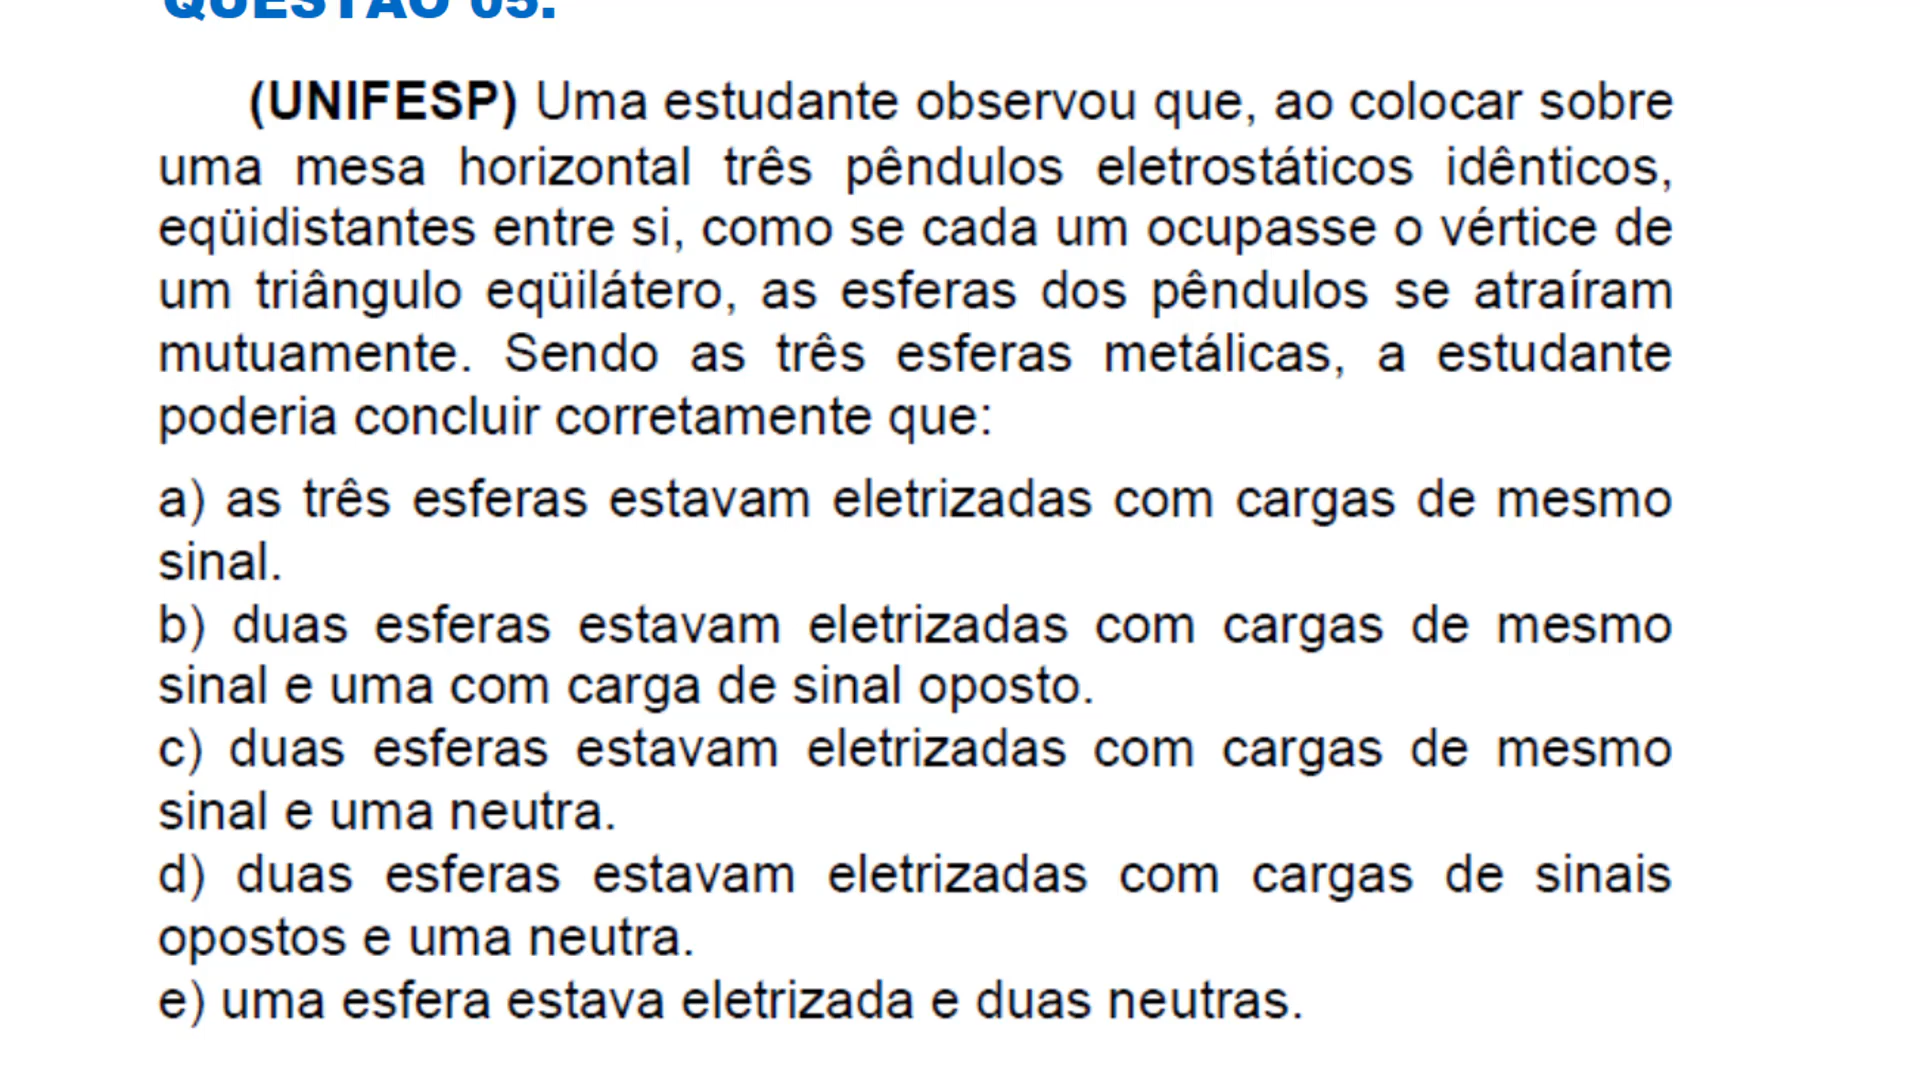 QUESTÃO 05.
(UNIFESP) Uma estudante observou que, ao colocar sobre
uma mesa horizontal três pêndulos eletrostáticos idênticos,
eqüidistantes entre si, como se cada um ocupasse o vértice de
um triângulo eqüilátero, as esferas dos pêndulos se atraíram
mutuamente. Sendo as três esferas metálicas, a estudante
poderia concluir corretamente que:
a) as três esferas estavam eletrizadas com cargas de mesmo
sinal.
b) duas esferas estavam eletrizadas com cargas de mesmo
sinal e uma com carga de sinal oposto.
c) duas esferas estavam eletrizadas com cargas de mesmo
sinal e uma neutra.
d) duas esferas estavam eletrizadas com cargas de sinais
opostos e uma neutra.
e) uma esfera estava eletrizada e duas neutras.